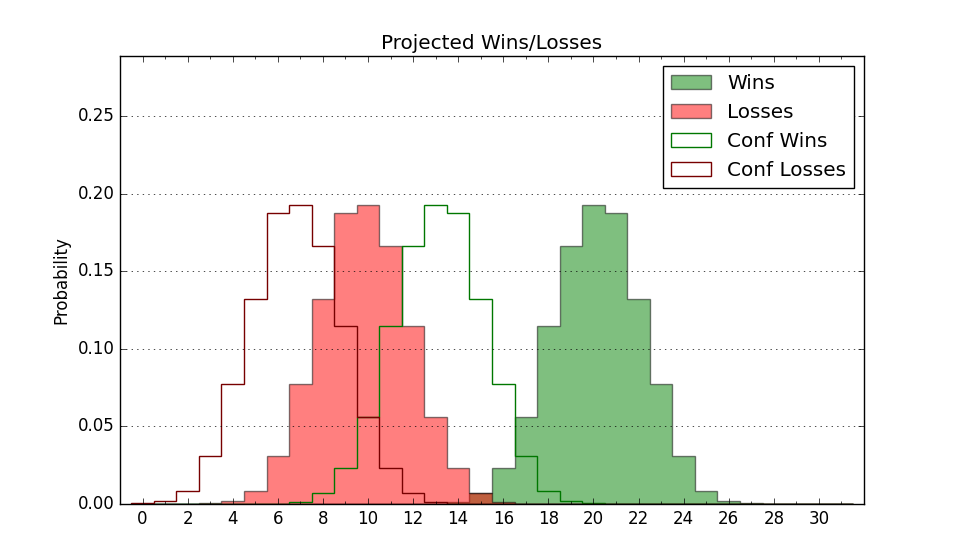 Projected Wins/Losses
Wins
Losses
Conf Wins
Conf Losses
Probability
0.25
0.20
0.15
0.10
0.05
0.00
0 2 4 6 8 10 12 14 16 18 20 22 24 26 28 30